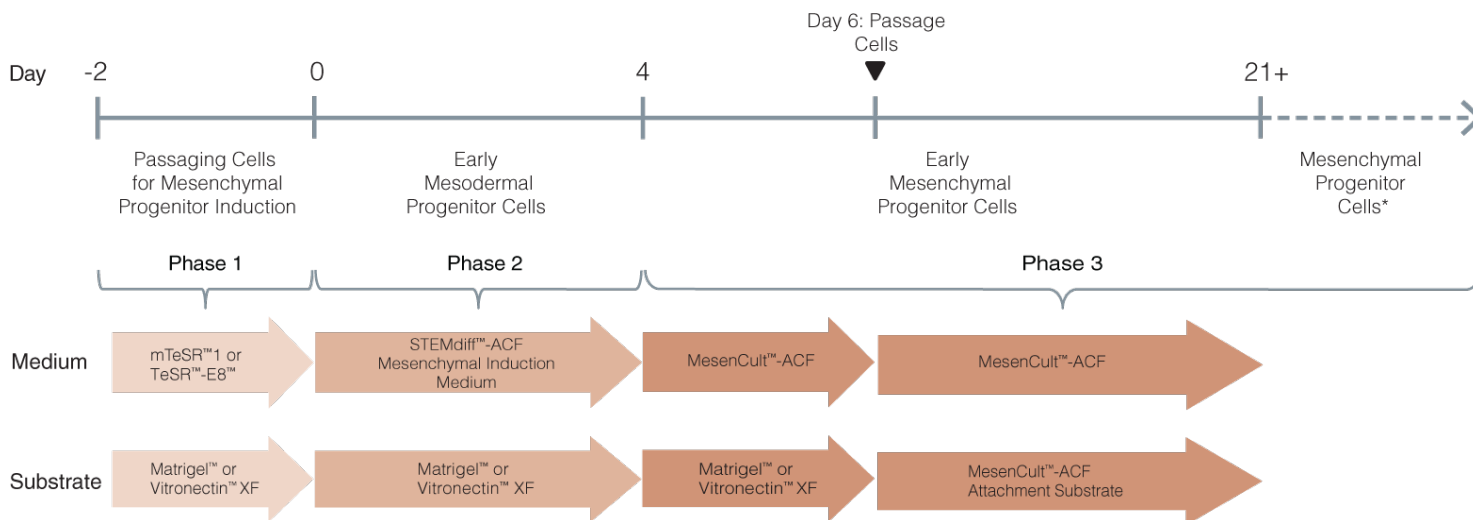 Day 6: Passage
Cells
Day -2 0 4 21+
Passaging Cells
for Mesenchymal
Progenitor Induction
Early
Mesodermal
Progenitor Cells
Early
Mesenchymal
Progenitor Cells
Mesenchymal
Progenitor
Cells*
Phase 1 Phase 2 Phase 3
Medium
mTeSR™1 or
TeSR™-E8™
STEMdiff™-ACF
Mesenchymal Induction
Medium
MesenCult™-ACF
MesenCult™-ACF
Substrate
Matrigel™ or
Vitronectin™ XF
Matrigel™ or
Vitronectin™ XF
Matrigel™ or
Vitronectin™ XF
MesenCult™-ACF
Attachment Substrate